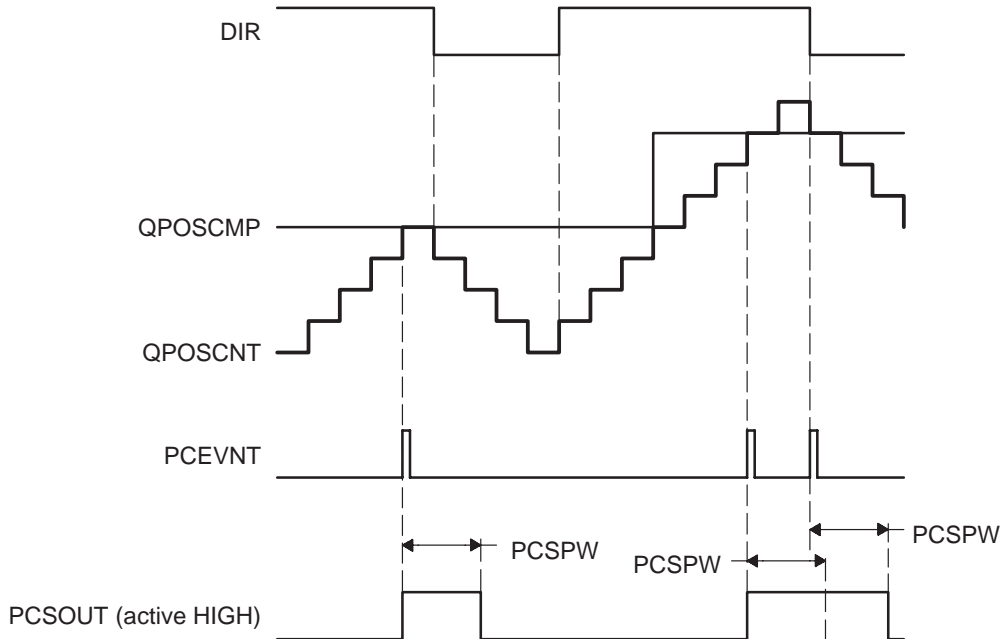 DIR
QPOSCMP
QPOSCNT
PCEVNT
PCSPW
PCSPW
PCSPW
PCSOUT (active HIGH)